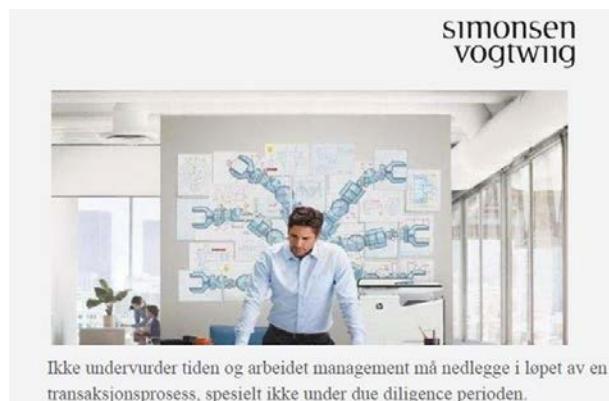 simonsen
vogtwiig
hp
Ikke undervurder tiden og arbeidet management må nedlegge i løpet av en
transaksjonsprosess, spesielt ikke under due diligence perioden.